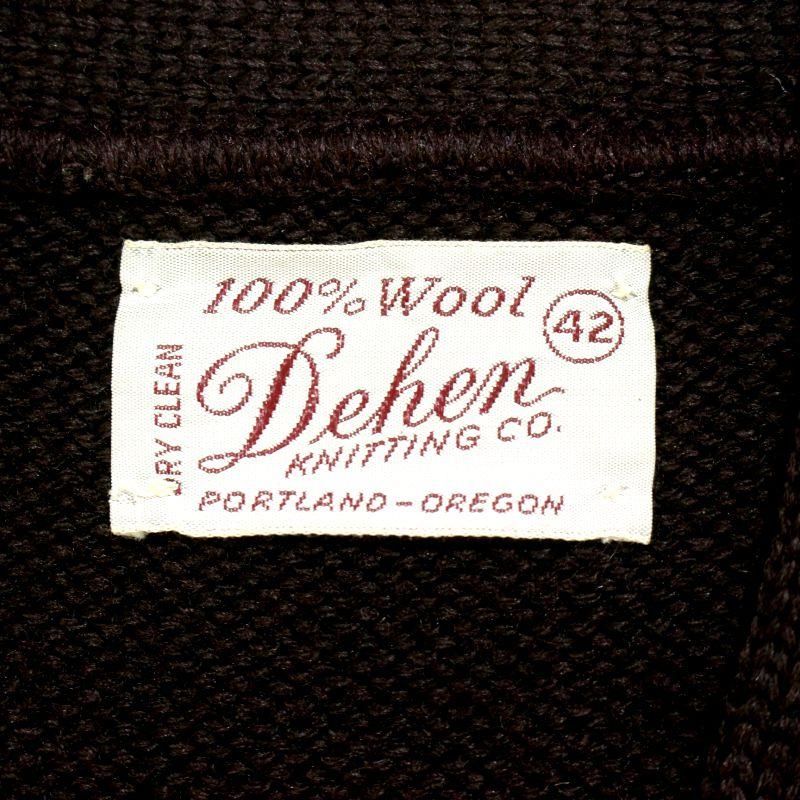 100% Wool
42
DRY CLEAN
Dehen
KNITTING CO.
PORTLAND-OREGON